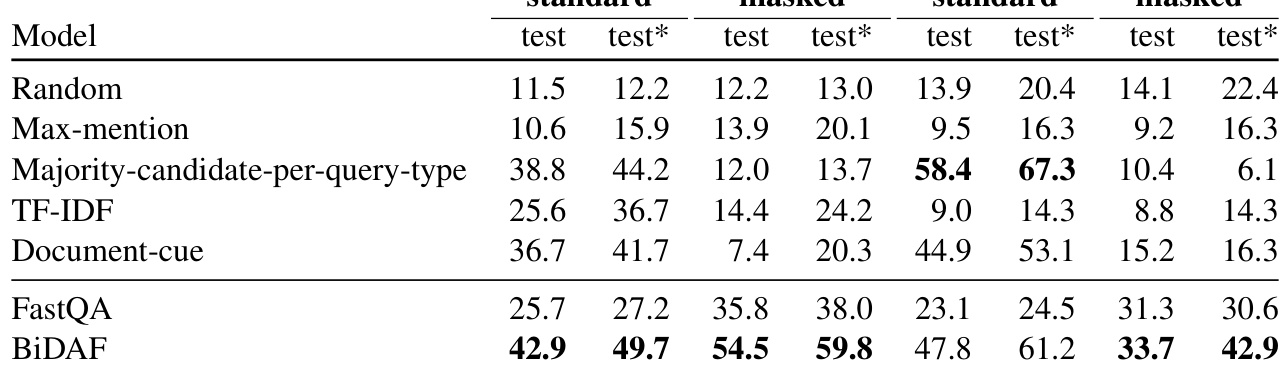 standard masked standard masked
Model test test* test test* test test* test test*
Random 11.5 12.2 12.2 13.0 13.9 20.4 14.1 22.4
Max-mention 10.6 15.9 13.9 20.1 9.5 16.3 9.2 16.3
Majority-candidate-per-query-type 38.8 44.2 12.0 13.7 58.4 67.3 10.4 6.1
TF-IDF 25.6 36.7 14.4 24.2 9.0 14.3 8.8 14.3
Document-cue 36.7 41.7 7.4 20.3 44.9 53.1 15.2 16.3
FastQA 25.7 27.2 35.8 38.0 23.1 24.5 31.3 30.6
BiDAF 42.9 49.7 54.5 59.8 47.8 61.2 33.7 42.9